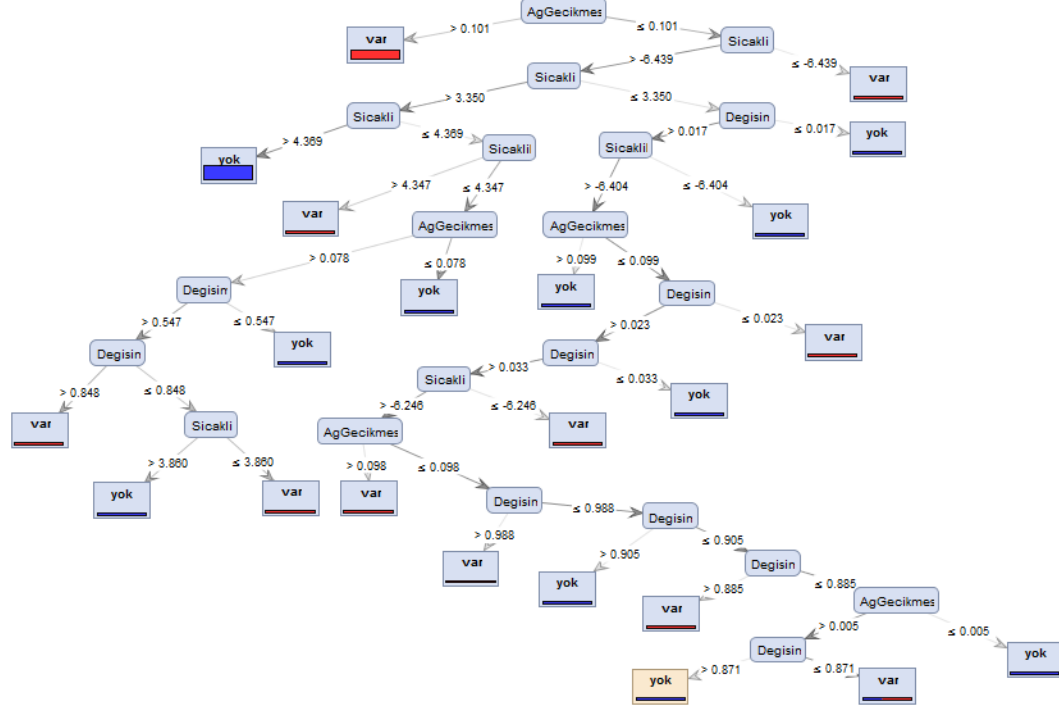 AgGecikmes
> 0.101
≤ 0.101
var
Sicakli
> -6.439
≤ -6.439
Sicakli
var
> 3.350
≤ 3.350
Sicakli
Degisin
> 4.369
≤ 4.369
> 0.017
≤ 0.017
yok
Sicaklil
Sicaklil
yok
> 4.347
≤ 4.347
> -6.404
≤ -6.404
var
AgGecikmes
AgGecikmes
yok
> 0.078
≤ 0.078
> 0.099
≤ 0.099
Degisin
yok
yok
Degisin
> 0.547
≤ 0.547
> 0.023
≤ 0.023
Degisin
yok
Degisin
var
> 0.848
≤ 0.848
> 0.033
≤ 0.033
var
Sicakli
Sicakli
yok
> 3.860
≤ 3.860
> -6.246
≤ -6.246
yok
var
AgGecikmes
var
> 0.098
≤ 0.098
var
Degisin
> 0.988
≤ 0.988
var
Degisin
> 0.905
≤ 0.905
yok
Degisin
> 0.885
≤ 0.885
var
AgGecikmes
> 0.005
≤ 0.005
Degisin
yok
> 0.871
≤ 0.871
yok
var